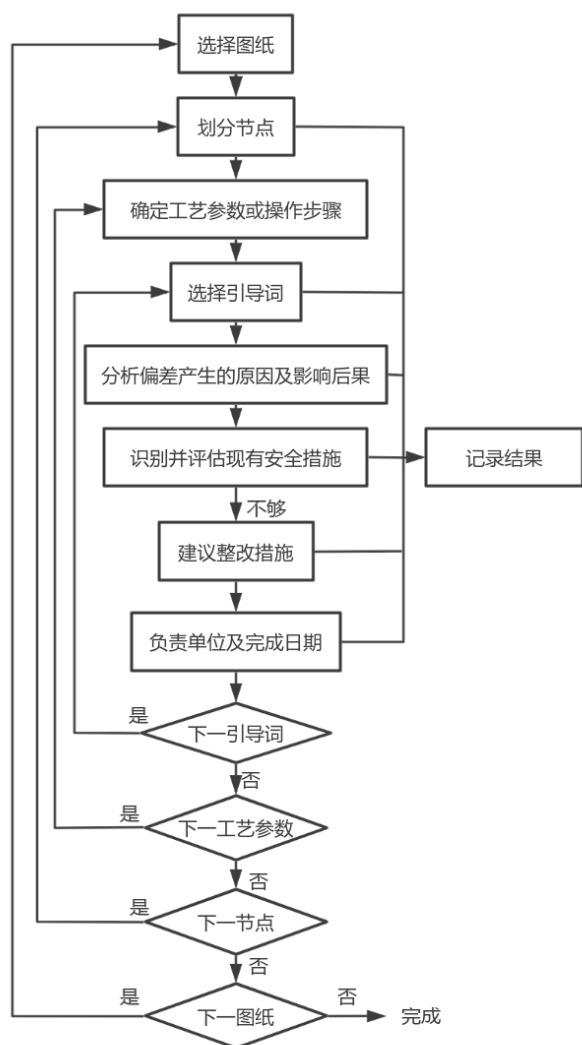 选择图纸
划分节点
确定工艺参数或操作步骤
选择引导词
分析偏差产生的原因及影响后果
识别并评估现有安全措施
记录结果
不够
建议整改措施
负责单位及完成日期
是
下一引导词
否
是
下一工艺参数
否
是
下一节点
否
是
下一图纸
否
完成